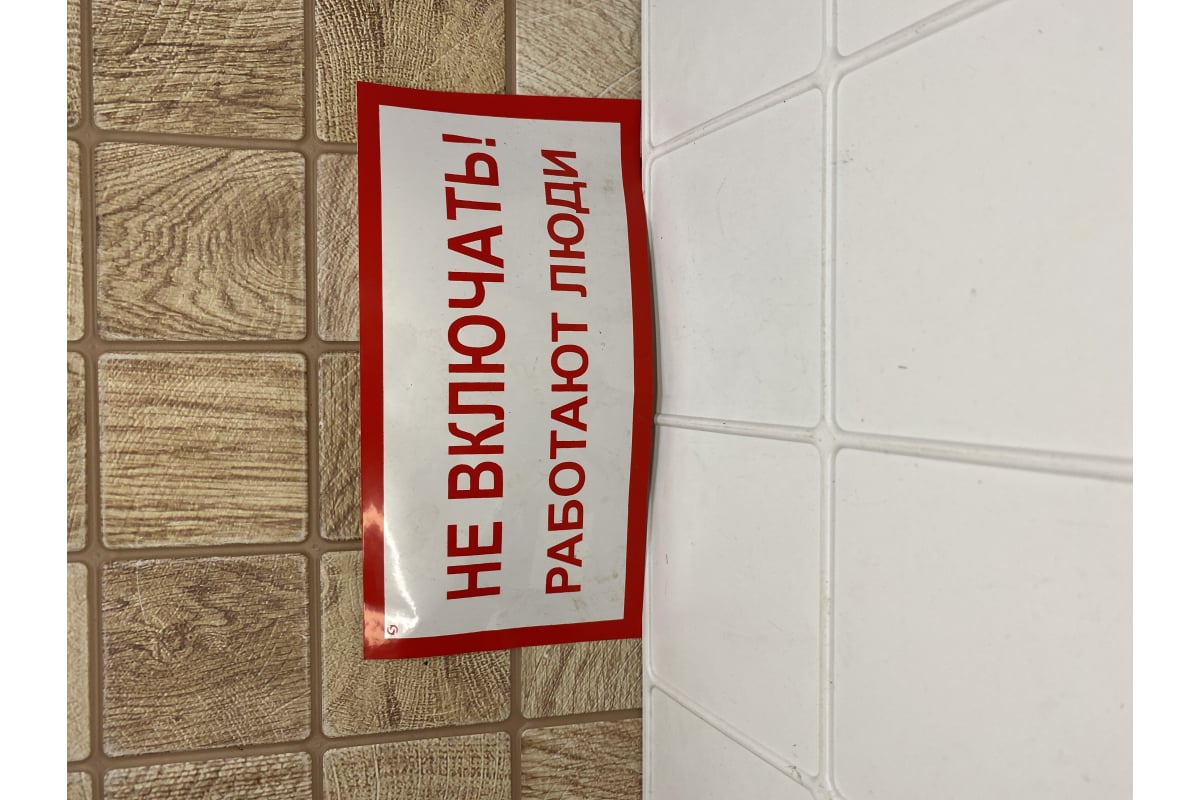 НЕ ВКЛЮЧАТЬ!
РАБОТАЮТ ЛЮДИ